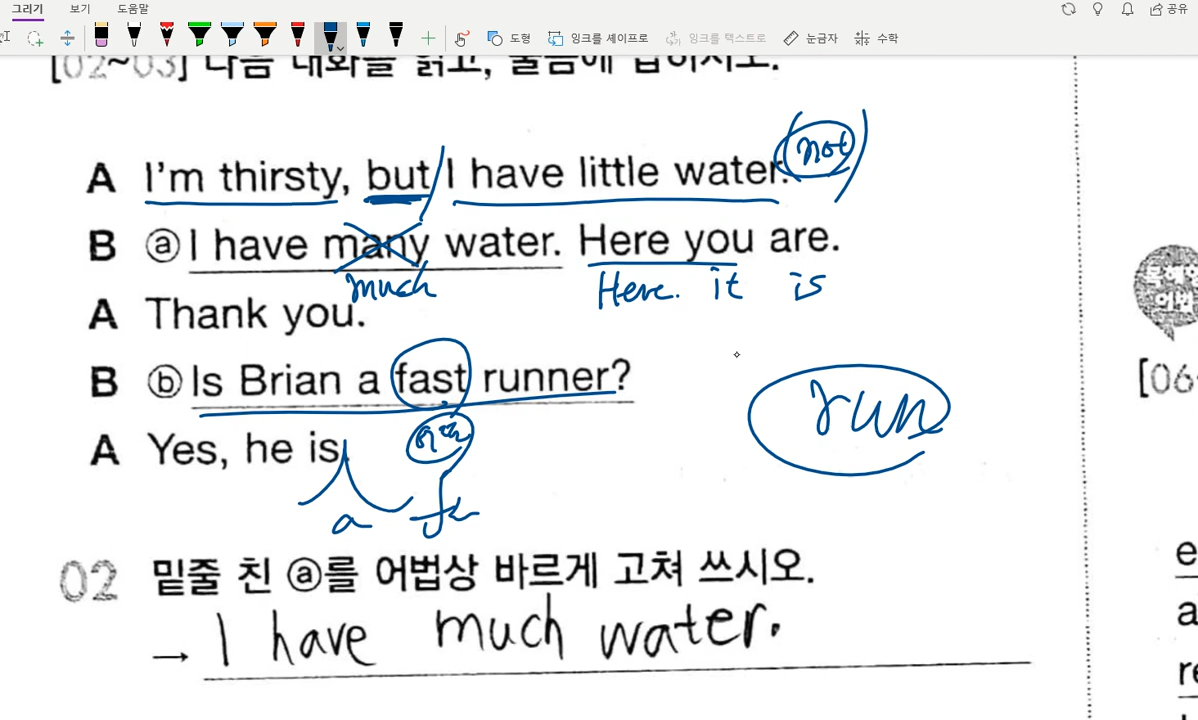 그리기 보기 도움말 공유
도형 잉크를 셰이프로 잉크를 텍스트로 눈금자 수학
[02~03] 다음 대화를 읽고, 물음에 답하시오.
not
A I'm thirsty, but I have little water.
B ⓐ I have many water. Here you are.
much Here it is
A Thank you.
B ⓑ Is Brian a fast runner?
run
A Yes, he is
a
02 밑줄 친 ⓐ를 어법상 바르게 고쳐 쓰시오.
→ I have much water.
[06
e
a
re